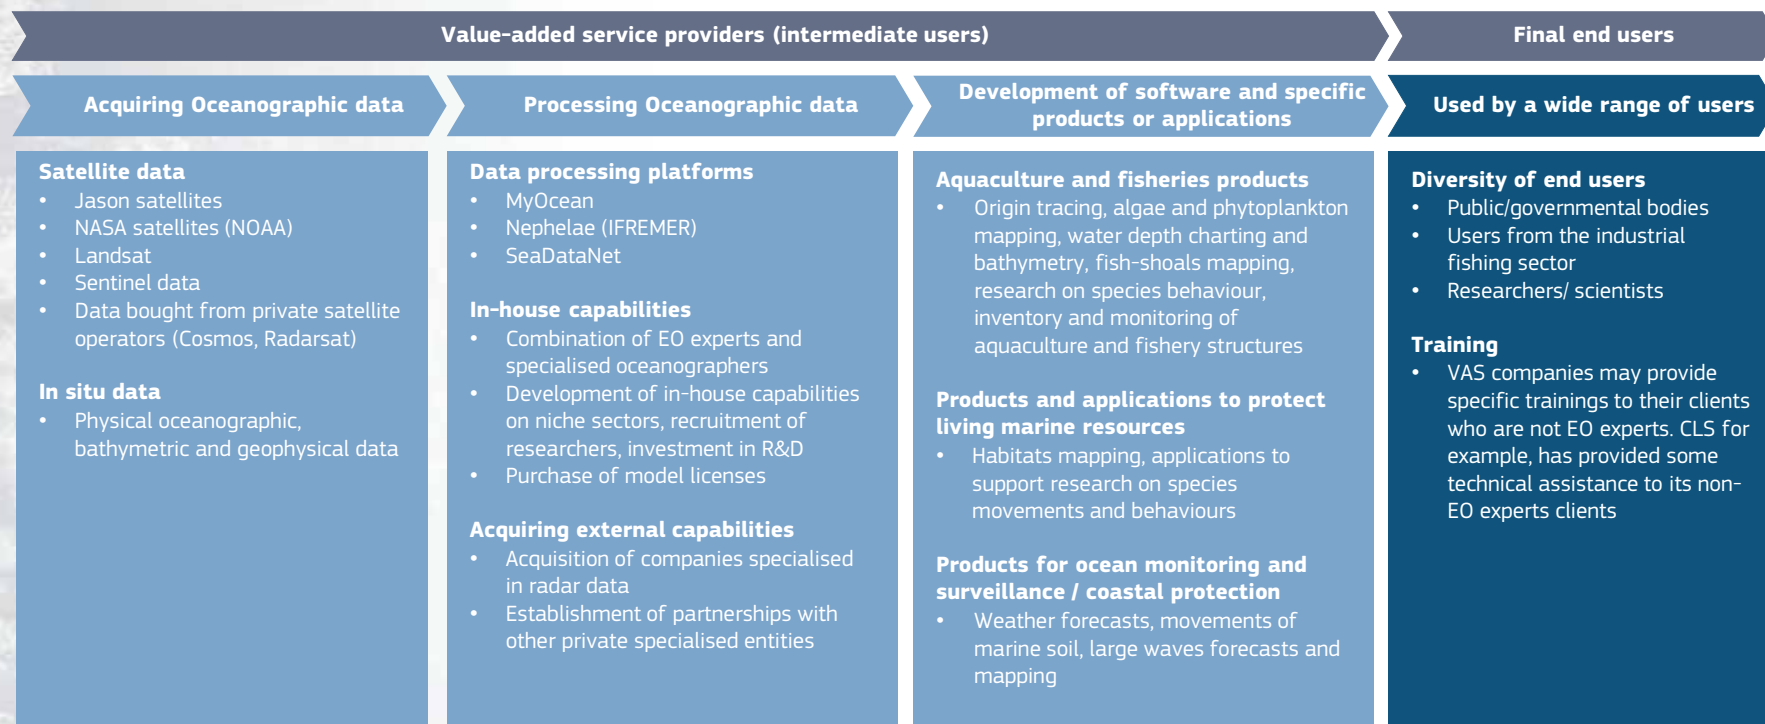 Value-added service providers (intermediate users)
Final end users
Acquiring Oceanographic data
Processing Oceanographic data
Development of software and specific
products or applications
Used by a wide range of users
Satellite data
• Jason satellites
• NASA satellites (NOAA)
• Landsat
• Sentinel data
• Data bought from private satellite
operators (Cosmos, Radarsat)
In situ data
• Physical oceanographic,
bathymetric and geophysical data
Data processing platforms
• MyOcean
• Nephelae (IFREMER)
• SeaDataNet
In-house capabilities
• Combination of EO experts and
specialised oceanographers
• Development of in-house capabilities
on niche sectors, recruitment of
researchers, investment in R&D
• Purchase of model licenses
Acquiring external capabilities
• Acquisition of companies specialised
in radar data
• Establishment of partnerships with
other private specialised entities
Aquaculture and fisheries products
• Origin tracing, algae and phytoplankton
mapping, water depth charting and
bathymetry, fish-shoals mapping,
research on species behaviour,
inventory and monitoring of
aquaculture and fishery structures
Products and applications to protect
living marine resources
• Habitats mapping, applications to
support research on species
movements and behaviours
Products for ocean monitoring and
surveillance / coastal protection
• Weather forecasts, movements of
marine soil, large waves forecasts and
mapping
Diversity of end users
• Public/governmental bodies
• Users from the industrial
fishing sector
• Researchers/ scientists
Training
• VAS companies may provide
specific trainings to their clients
who are not EO experts. CLS for
example, has provided some
technical assistance to its non-
EO experts clients